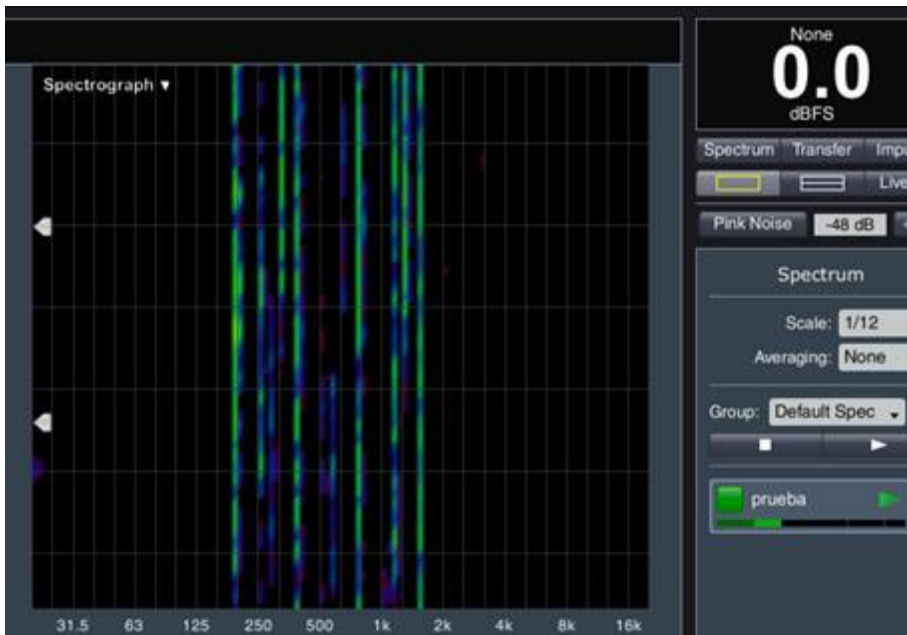 None
0.0
dBFS
Spectrograph
Spectrum Transfer
Live
Pink Noise -48 dB
Spectrum
Scale: 1/12
Averaging: None
Group: Default Spec
prueba
31.5 63 125 250 500 1k 2k 4k 8k 16k